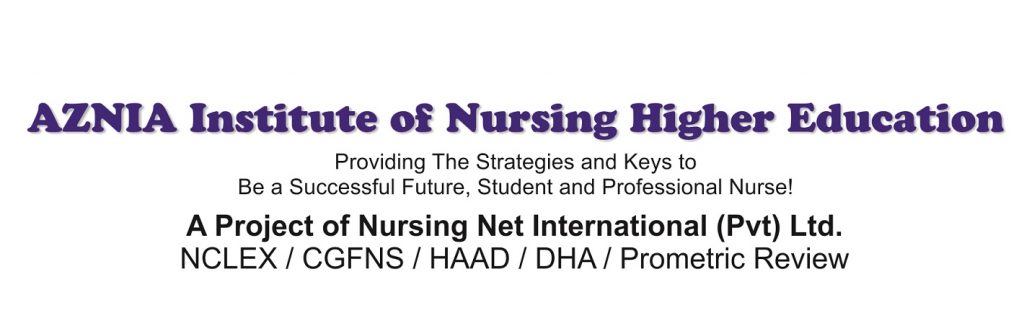 AZNIA Institute of Nursing Higher Education
Providing The Strategies and Keys to
Be a Successful Future, Student and Professional Nurse!
A Project of Nursing Net International (Pvt) Ltd.
NCLEX / CGFNS / HAAD / DHA / Prometric Review